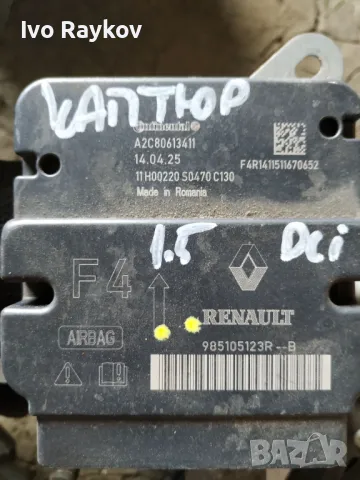 Ivo Raykov
каптюр
Continental
A2C80613411
14.04.25
11H00220 S0470 C130
Made in Romania
F4R1411511670652
1.5 Dci
F4
RENAULT
AIRBAG
985105123R--B
BAZAR